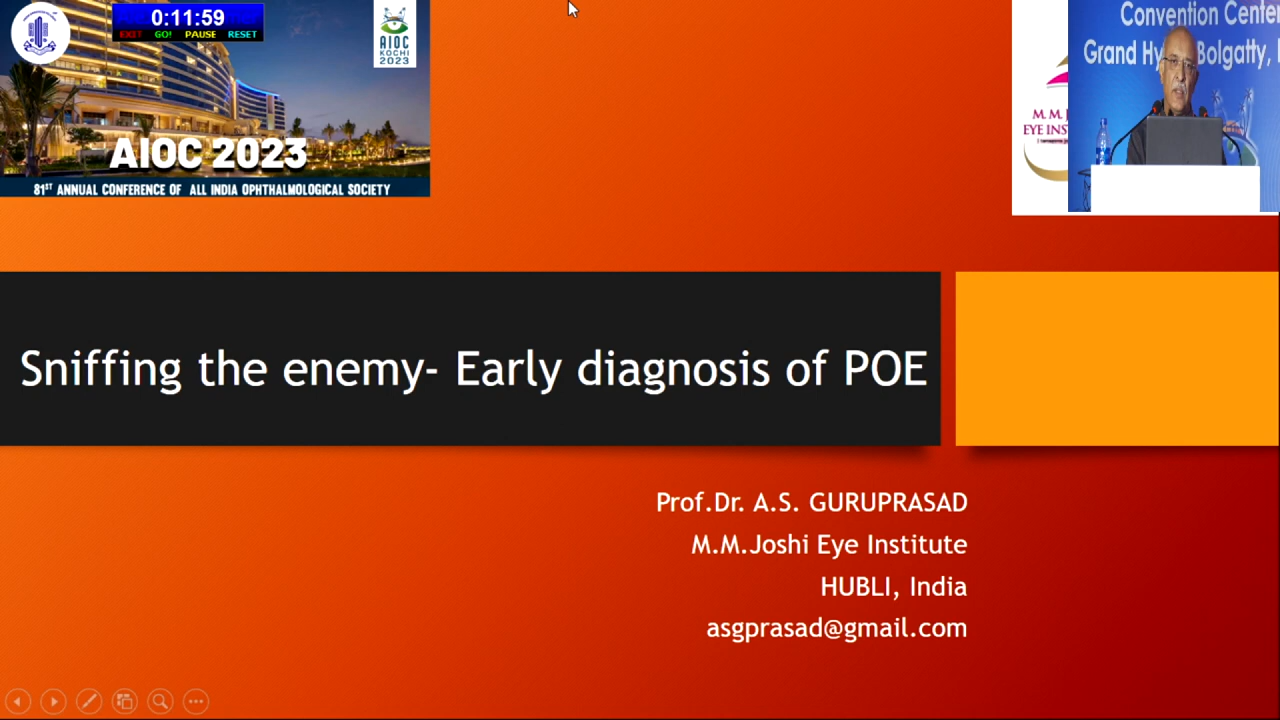 0:11:59
EXIT GO! PAUSE RESET
AIOC
KOCHI
2023
AIOC 2023
81ST ANNUAL CONFERENCE OF ALL INDIA OPHTHALMOLOGICAL SOCIETY
Convention Center
Grand Hy Bolgatty,
M. M. J
EYE INS
Sniffing the enemy- Early diagnosis of POE
Prof.Dr. A.S. GURUPRASAD
M.M.Joshi Eye Institute
HUBLI, India
asgprasad@gmail.com